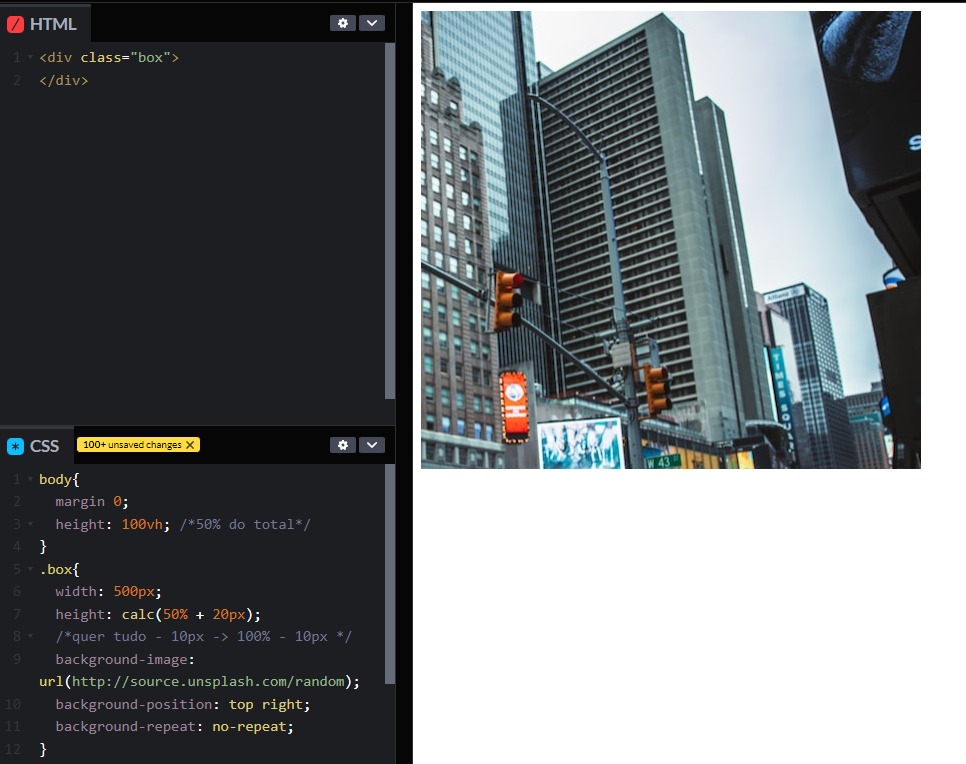 HTML
1 <div class="box">
2 </div>
Allianz
TIMES SQU
W 43
CSS 100+ unsaved changes X
1 body{
2 margin 0;
3 height: 100vh; /*50% do total*/
4 }
5 .box{
6 width: 500px;
7 height: calc(50% + 20px);
8 /*quer tudo - 10px -> 100% - 10px */
9 background-image:
url(http://source.unsplash.com/random);
10 background-position: top right;
11 background-repeat: no-repeat;
12 }